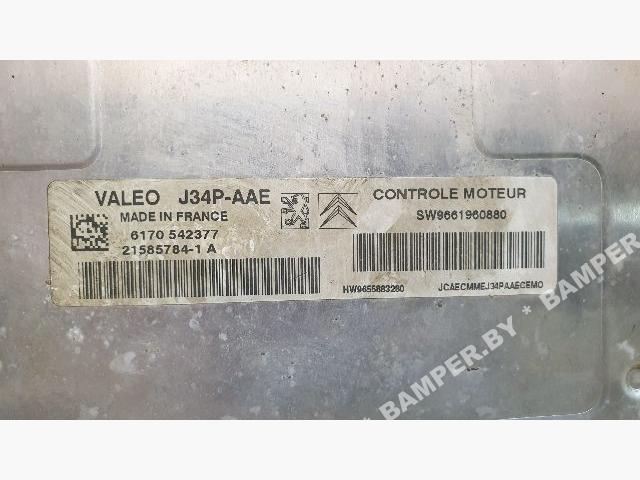 VALEO J34P-AAE
MADE IN FRANCE
6170 542377
21585784-1 A
CONTROLE MOTEUR
SW9661960880
HW9655883280
JCAECMMEJ34PAAECEMO
* BAMPER.BY * BAMPER.BY